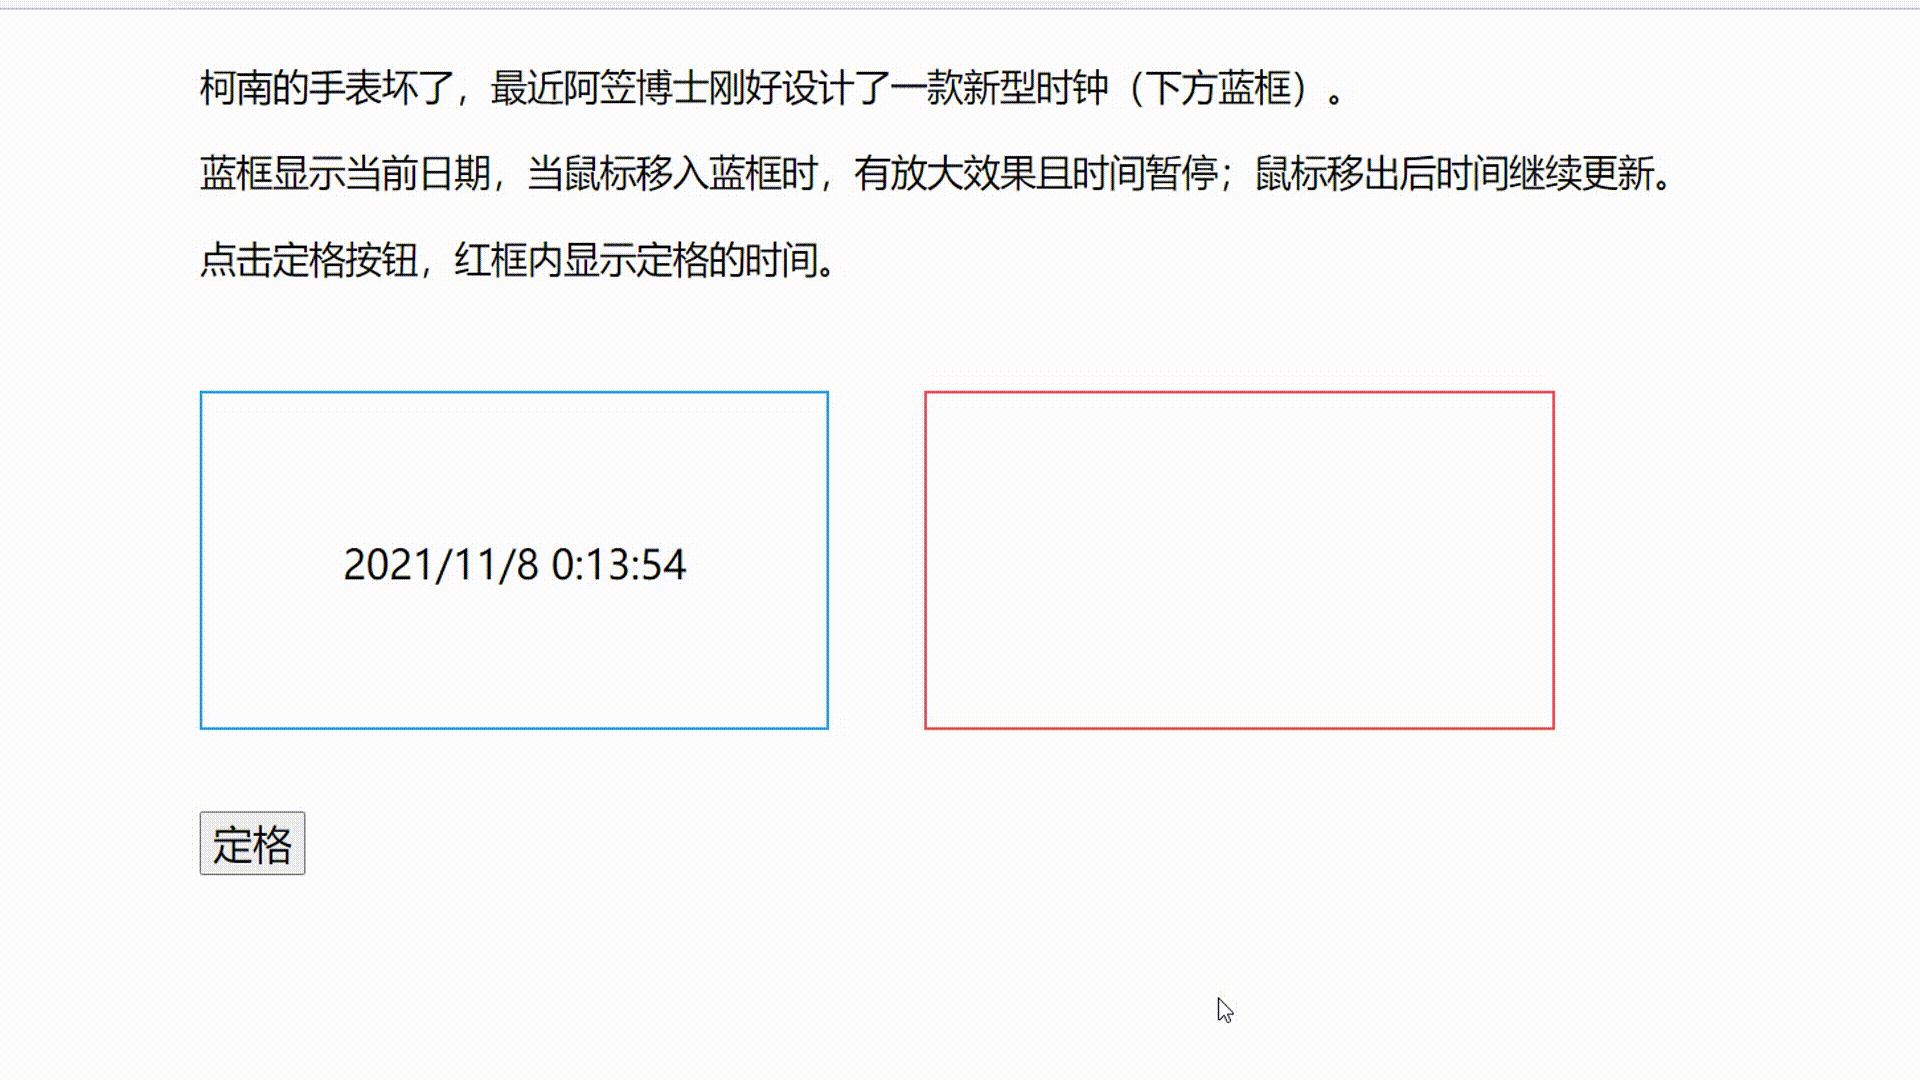 柯南的手表坏了，最近阿笠博士刚好设计了一款新型时钟（下方蓝框）。
蓝框显示当前日期，当鼠标移入蓝框时，有放大效果且时间暂停；鼠标移出后时间继续更新。
点击定格按钮，红框内显示定格的时间。
2021/11/8 0:13:54
定格